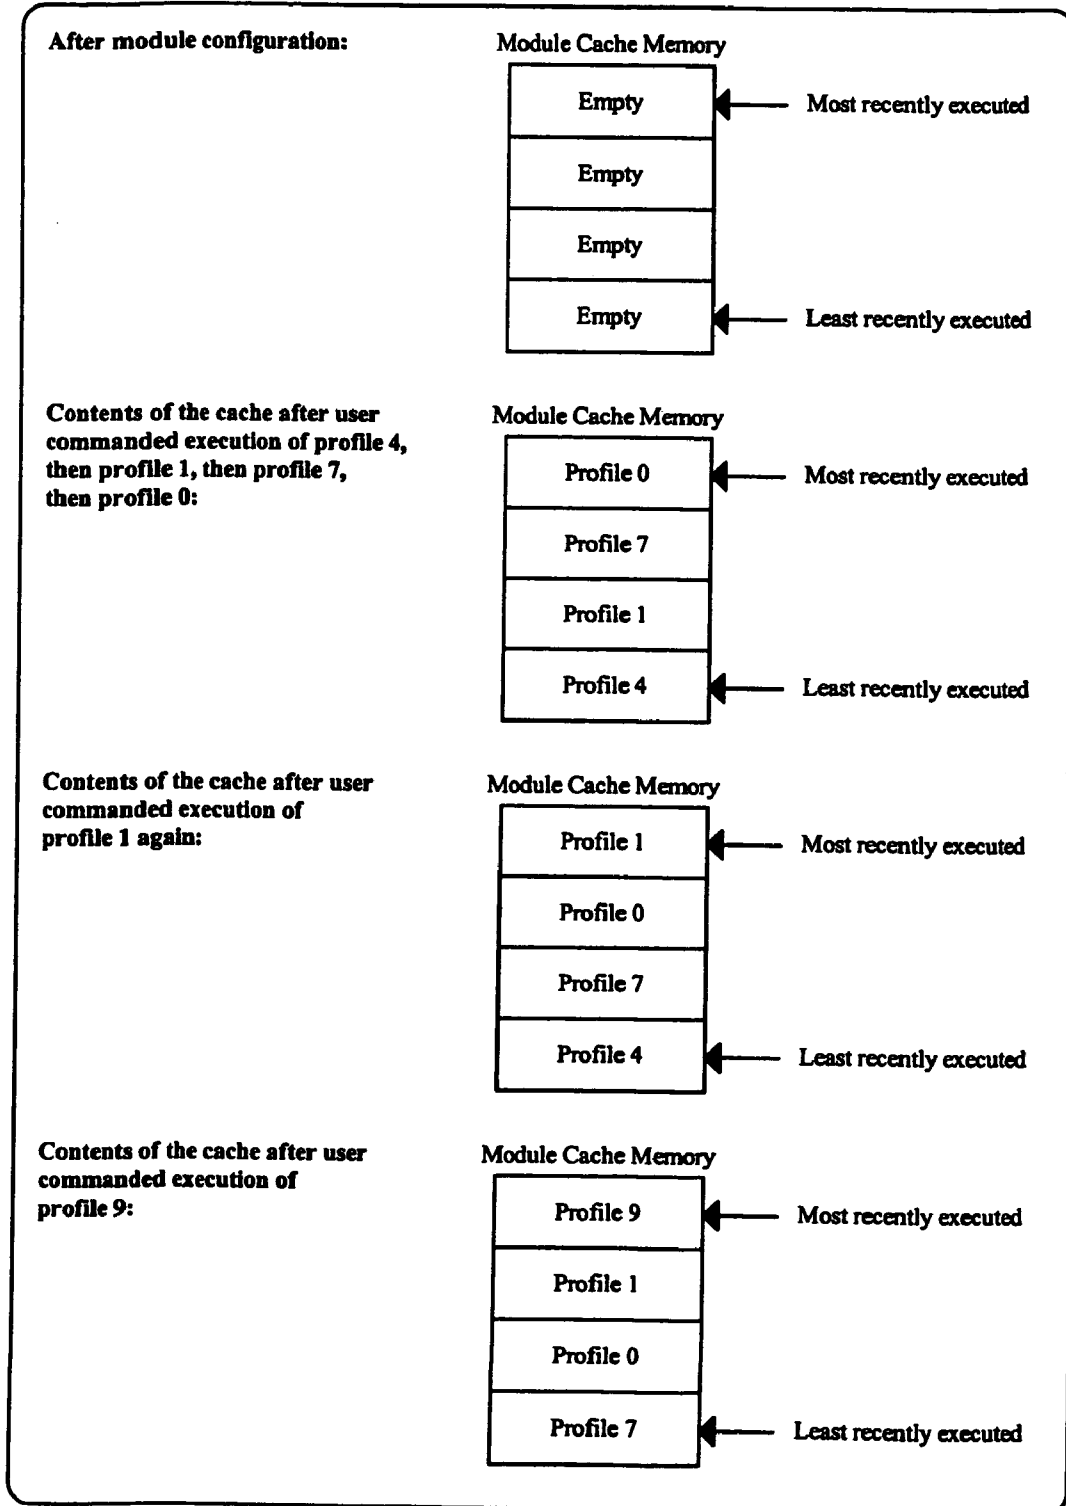 After module configuration:
Module Cache Memory
Empty
Most recently executed
Empty
Empty
Empty
Least recently executed
Contents of the cache after user
commanded execution of profile 4,
then profile 1, then profile 7,
then profile 0:
Module Cache Memory
Profile 0
Most recently executed
Profile 7
Profile 1
Profile 4
Least recently executed
Contents of the cache after user
commanded execution of
profile 1 again:
Module Cache Memory
Profile 1
Most recently executed
Profile 0
Profile 7
Profile 4
Least recently executed
Contents of the cache after user
commanded execution of
profile 9:
Module Cache Memory
Profile 9
Most recently executed
Profile 1
Profile 0
Profile 7
Least recently executed